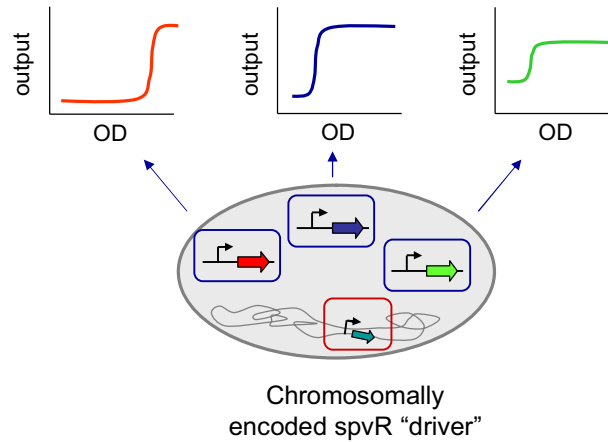 output
output
output
OD
OD
OD
Chromosomally
encoded spvR “driver”